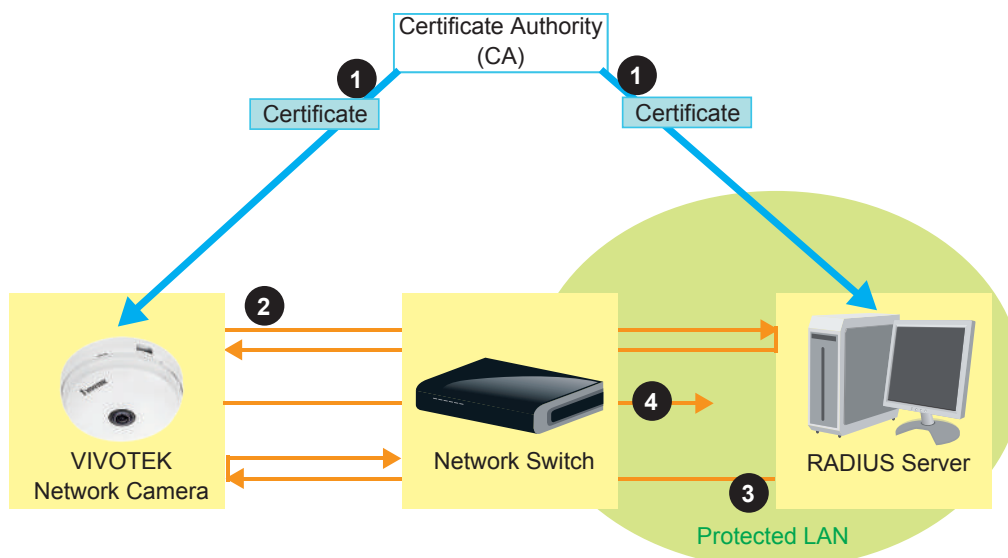 Certificate Authority
(CA)
1
1
Certificate
Certificate
2
4
VIVOTEK
Network Camera
Network Switch
RADIUS Server
3
Protected LAN